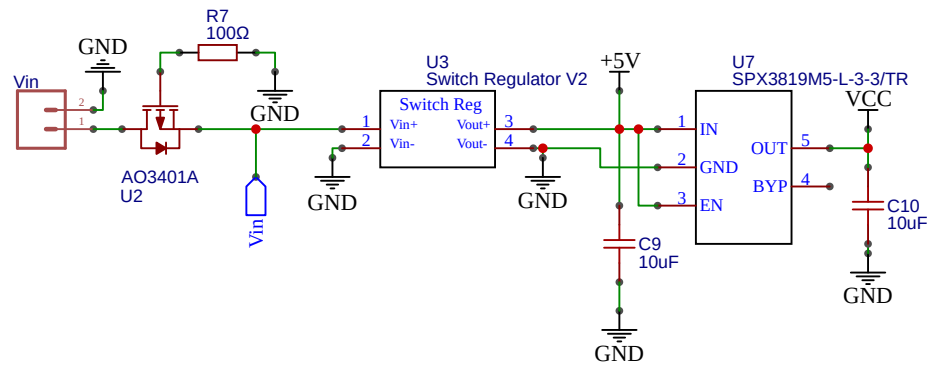 R7
100Ω
GND
GND
Vin
2
1
AO3401A
U2
Vin
U3
Switch Regulator V2
Switch Reg
1
Vin+
Vout+
3
2
Vin-
Vout-
4
GND
GND
+5V
C9
10uF
GND
U7
SPX3819M5-L-3-3/TR
VCC
1
IN
OUT
5
2
GND
BYP
4
3
EN
C10
10uF
GND